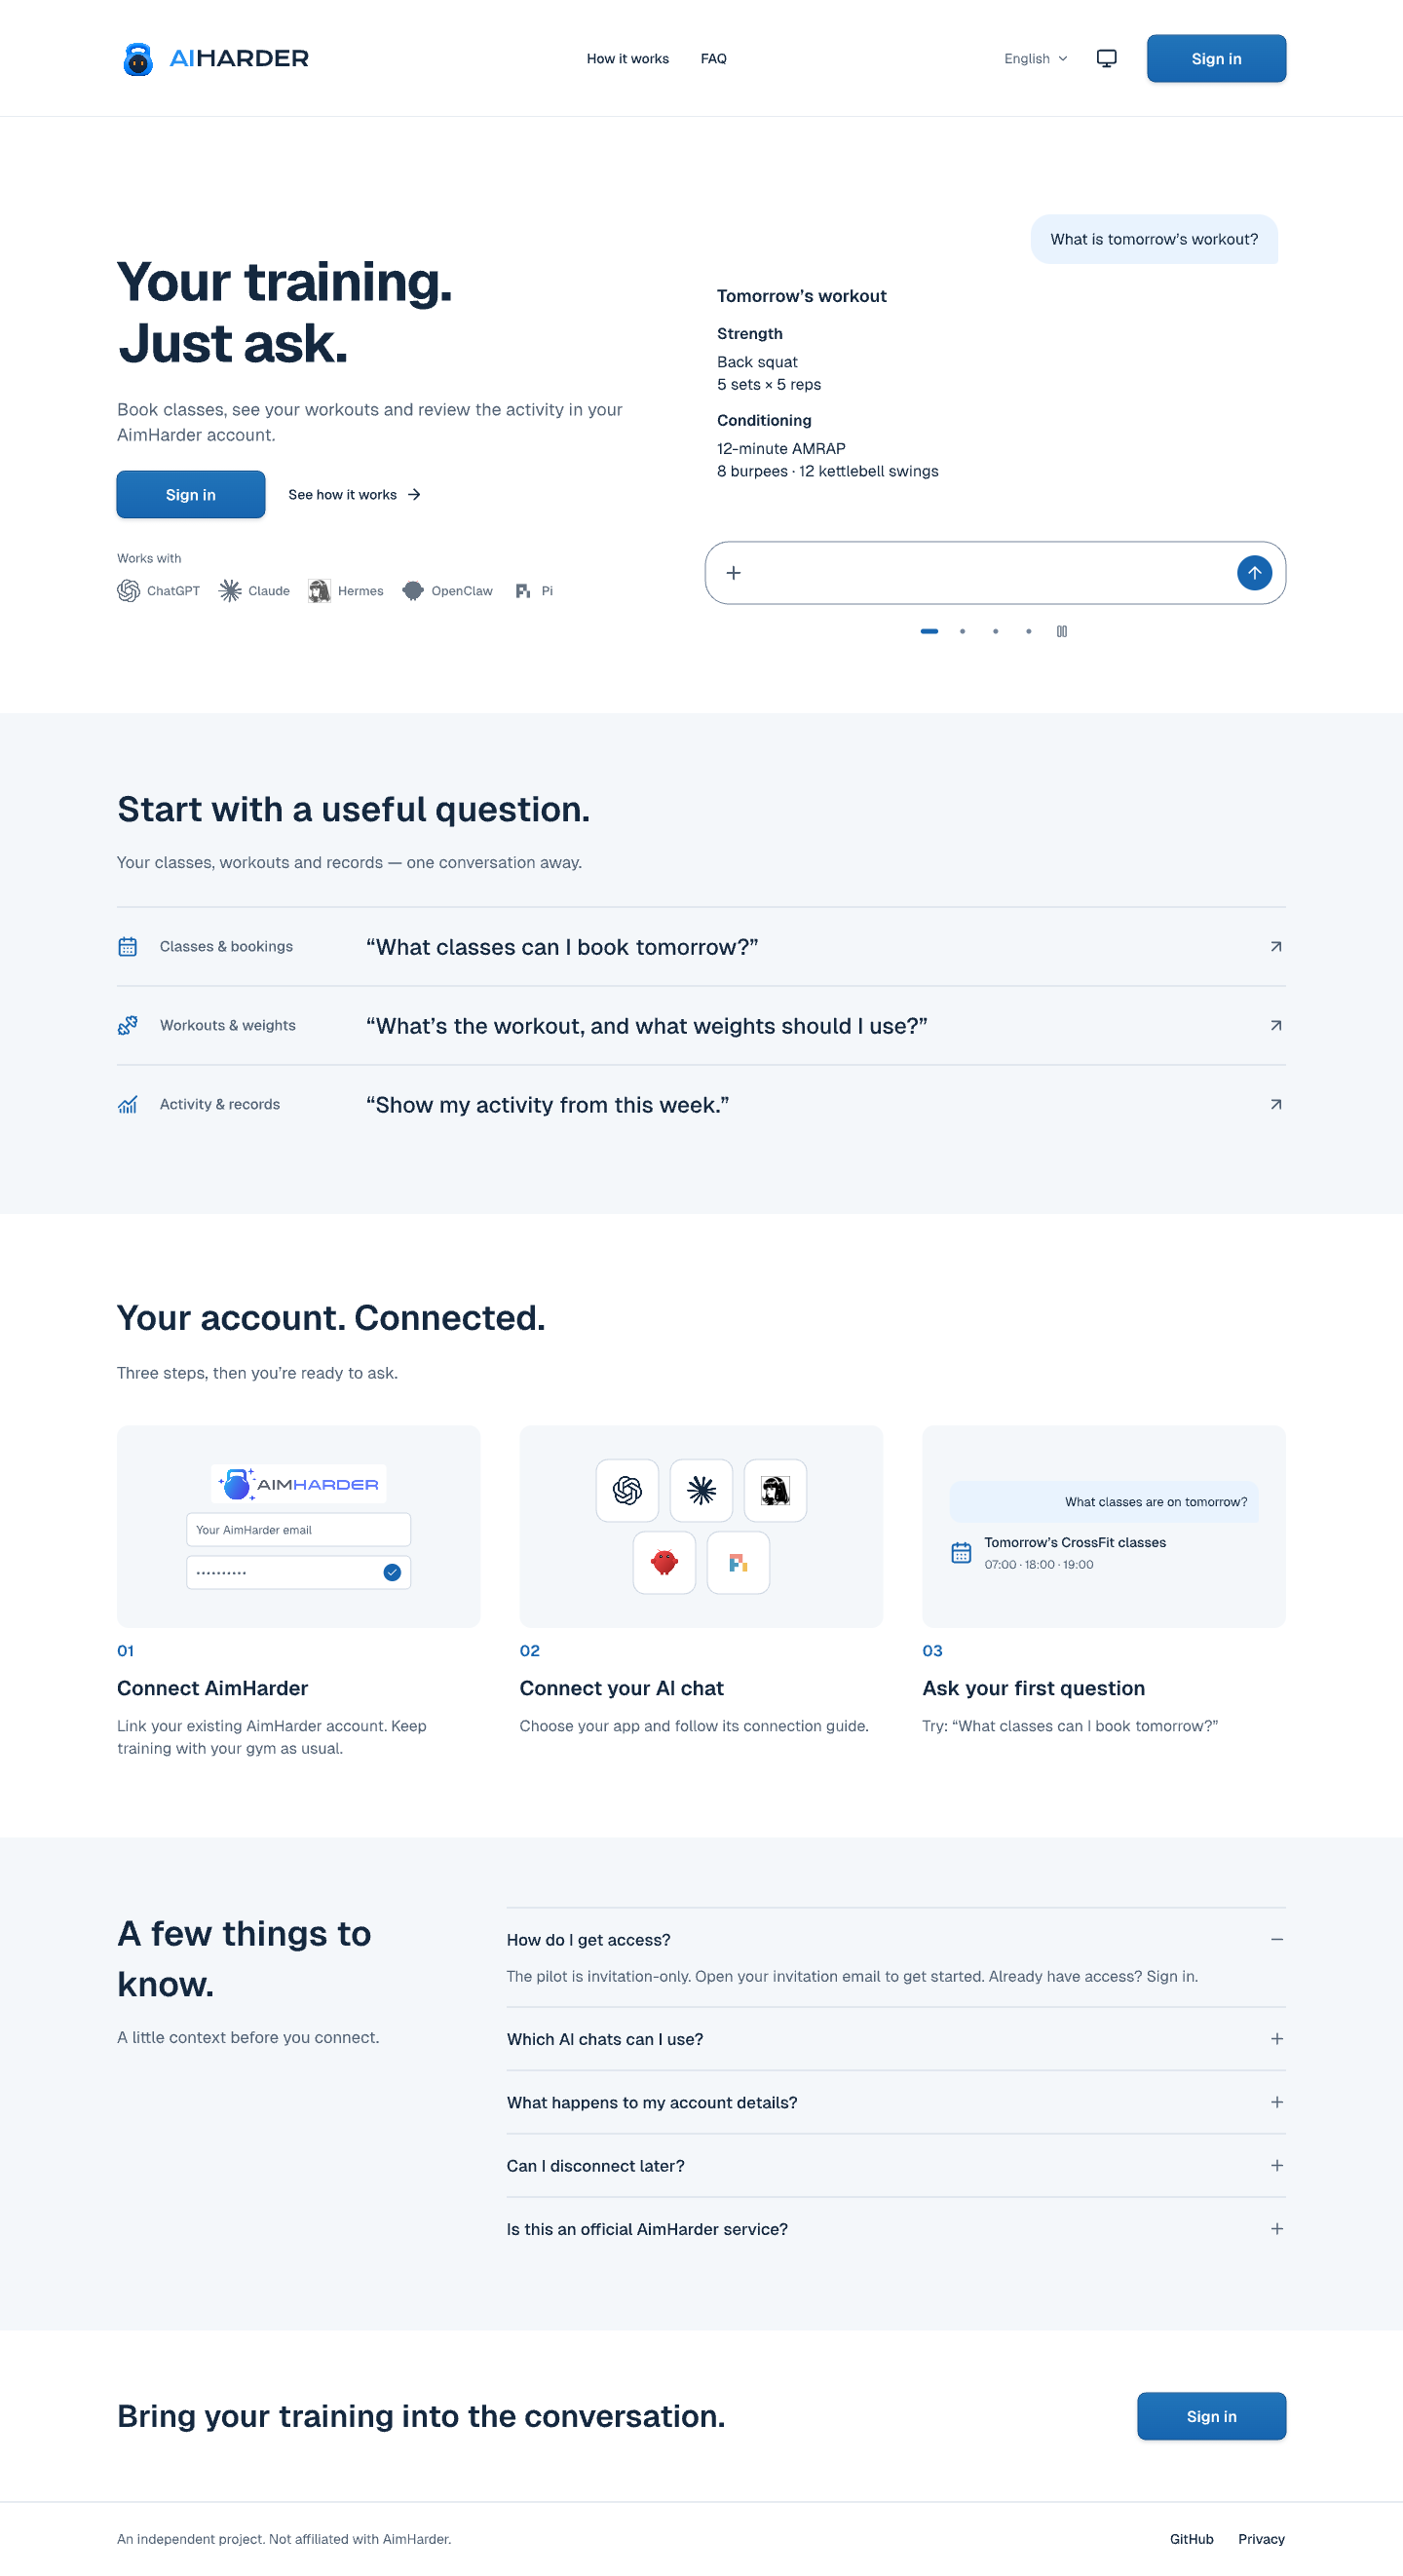 AIHARDER
How it works
FAQ
English
Sign in
What is tomorrow’s workout?
Your training.
Just ask.
Book classes, see your workouts and review the activity in your
AimHarder account.
Sign in
See how it works
Works with
ChatGPT
Claude
Hermes
OpenClaw
Pi
Tomorrow’s workout
Strength
Back squat
5 sets × 5 reps
Conditioning
12-minute AMRAP
8 burpees · 12 kettlebell swings
Start with a useful question.
Your classes, workouts and records — one conversation away.
Classes & bookings
“What classes can I book tomorrow?”
Workouts & weights
“What’s the workout, and what weights should I use?”
Activity & records
“Show my activity from this week.”
Your account. Connected.
Three steps, then you’re ready to ask.
AIMHARDER
Your AimHarder email
What classes are on tomorrow?
Tomorrow’s CrossFit classes
07:00 · 18:00 · 19:00
01
Connect AimHarder
Link your existing AimHarder account. Keep
training with your gym as usual.
02
Connect your AI chat
Choose your app and follow its connection guide.
03
Ask your first question
Try: “What classes can I book tomorrow?”
A few things to
know.
A little context before you connect.
How do I get access?
The pilot is invitation-only. Open your invitation email to get started. Already have access? Sign in.
Which AI chats can I use?
What happens to my account details?
Can I disconnect later?
Is this an official AimHarder service?
Bring your training into the conversation.
Sign in
An independent project. Not affiliated with AimHarder.
GitHub
Privacy